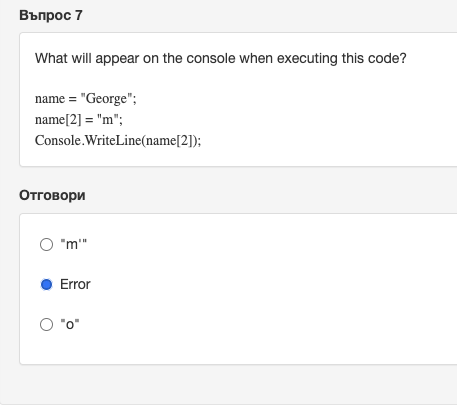 Въпрос 7
What will appear on the console when executing this code?
name = "George";
name[2] = "m";
Console.WriteLine(name[2]);
Отговори
"m'"
Error
"o"